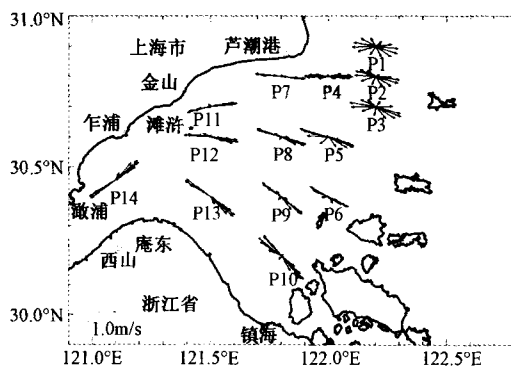 31.0°N
上海市 芦潮港
P1
金山
P7 P4 P2
P11 P3
乍浦 滩浒
P12 P8 P5
30.5°N
P14 P13 P9 P6
澉浦
庵东
西山
P10
浙江省
30.0°N
1.0m/s 镇海
121.0°E 121.5°E 122.0°E 122.5°E